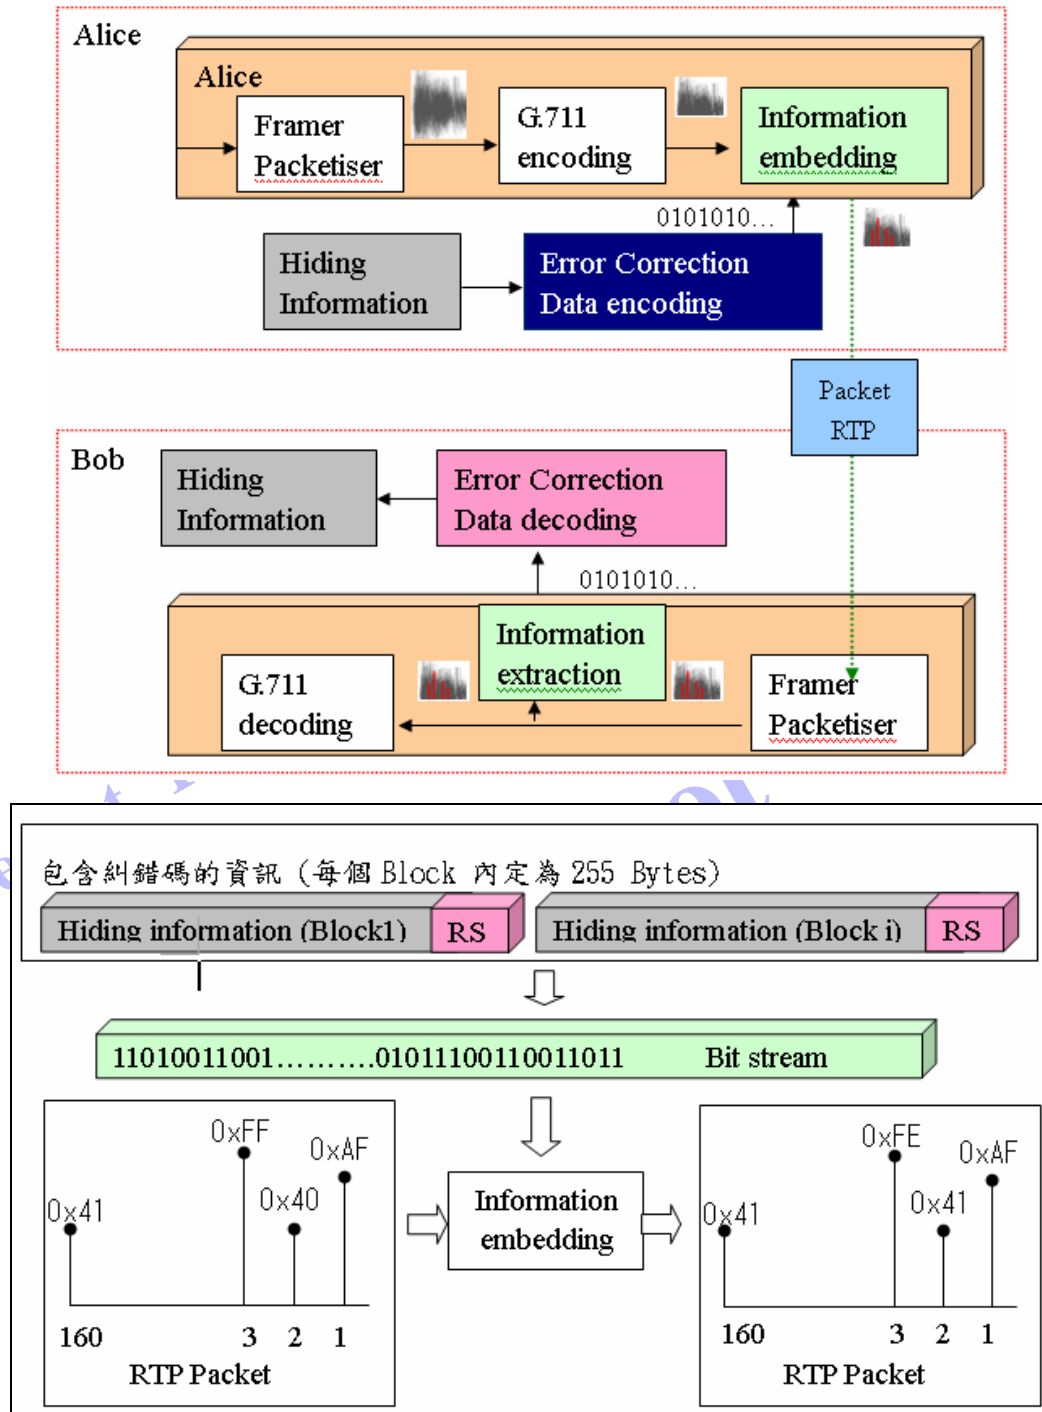 Alice
Alice
Framer
Packetiser
G.711
encoding
Information
embedding
0101010...
Hiding
Information
Error Correction
Data encoding
Packet
RTP
Bob
Hiding
Information
Error Correction
Data decoding
0101010...
Information
extraction
G.711
decoding
Framer
Packetiser
包含糾錯碼的資訊 (每個 Block 內定為 255 Bytes)
Hiding information (Block1)
RS
Hiding information (Block i)
RS
11010011001..........01011100110011011
Bit stream
0xFF
0xAF
0x41
0x40
160
3
2
1
RTP Packet
Information
embedding
0xFE
0xAF
0x41
0x41
160
3
2
1
RTP Packet